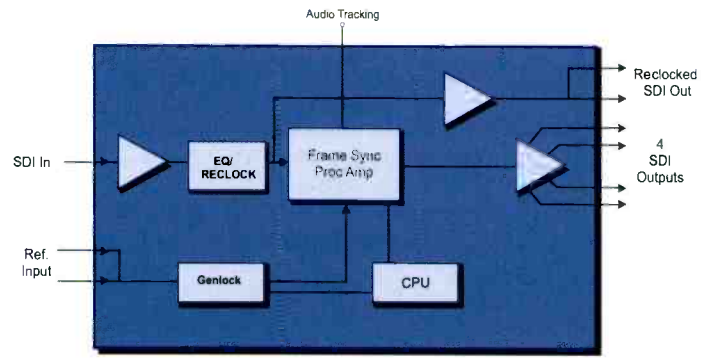 Audio Tracking
Reclocked
SDI Out
SDI In
EQ/
RECLOCK
Frame Sync
Proc Amp
4
SDI
Outputs
Ref.
Input
Genlock
CPU